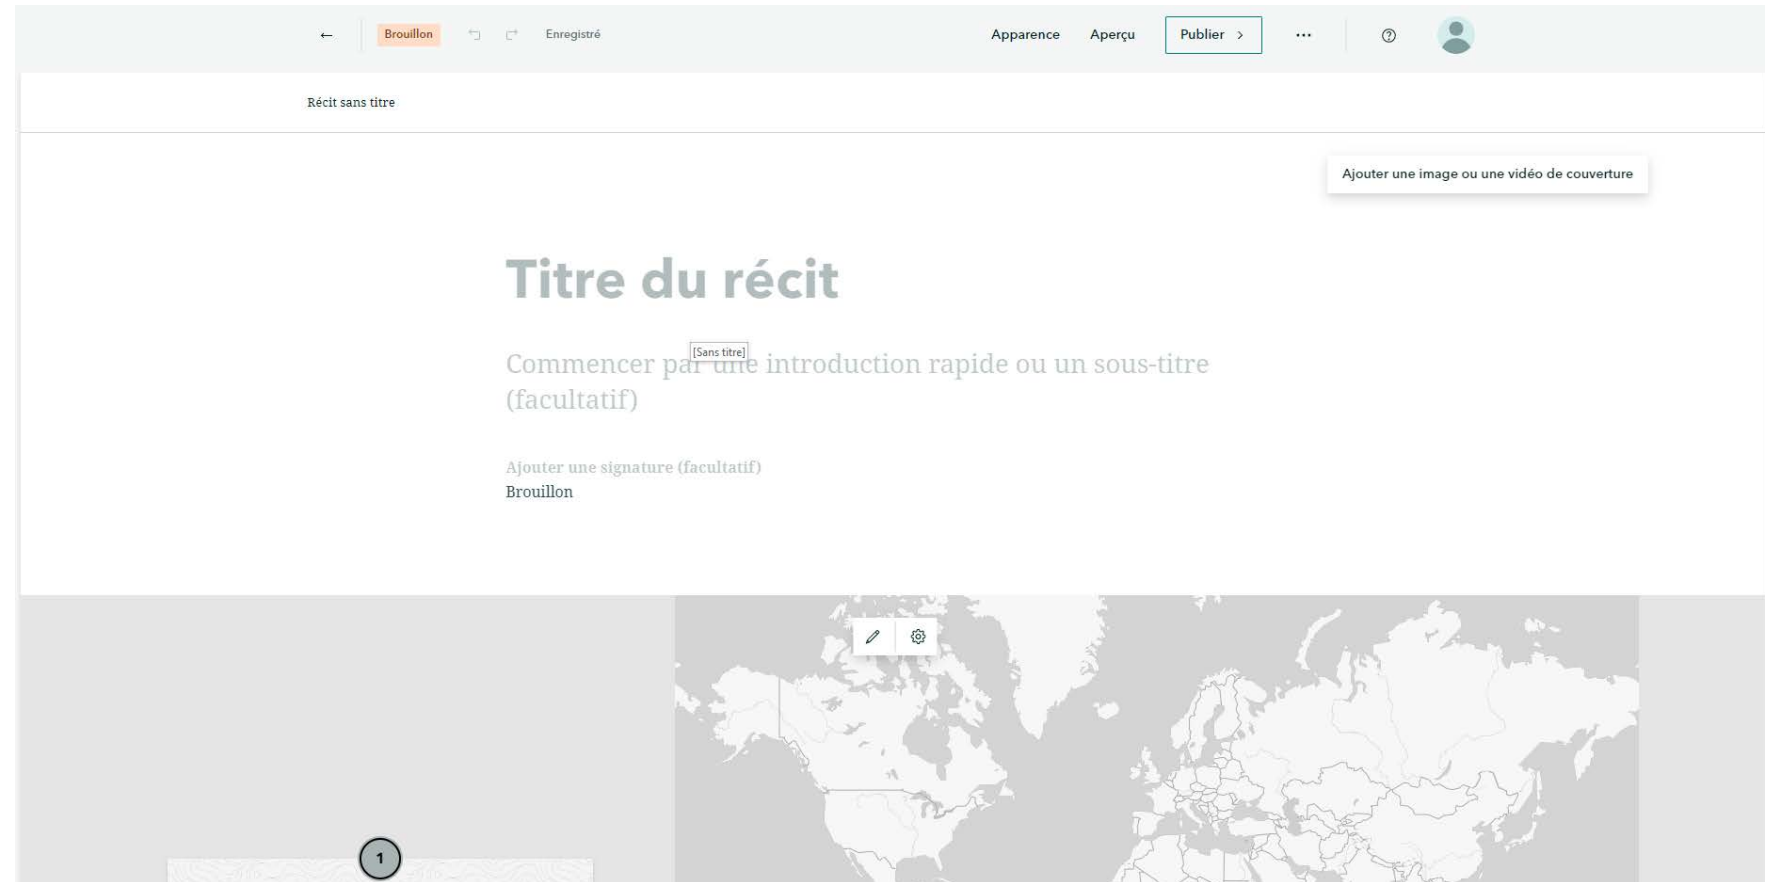 Brouillon Enregistré Apparence Aperçu Publier
Récit sans titre
Ajouter une image ou une vidéo de couverture
Titre du récit
[Sans titre]
Commencer par une introduction rapide ou un sous-titre
(facultatif)
Ajouter une signature (facultatif)
Brouillon
1